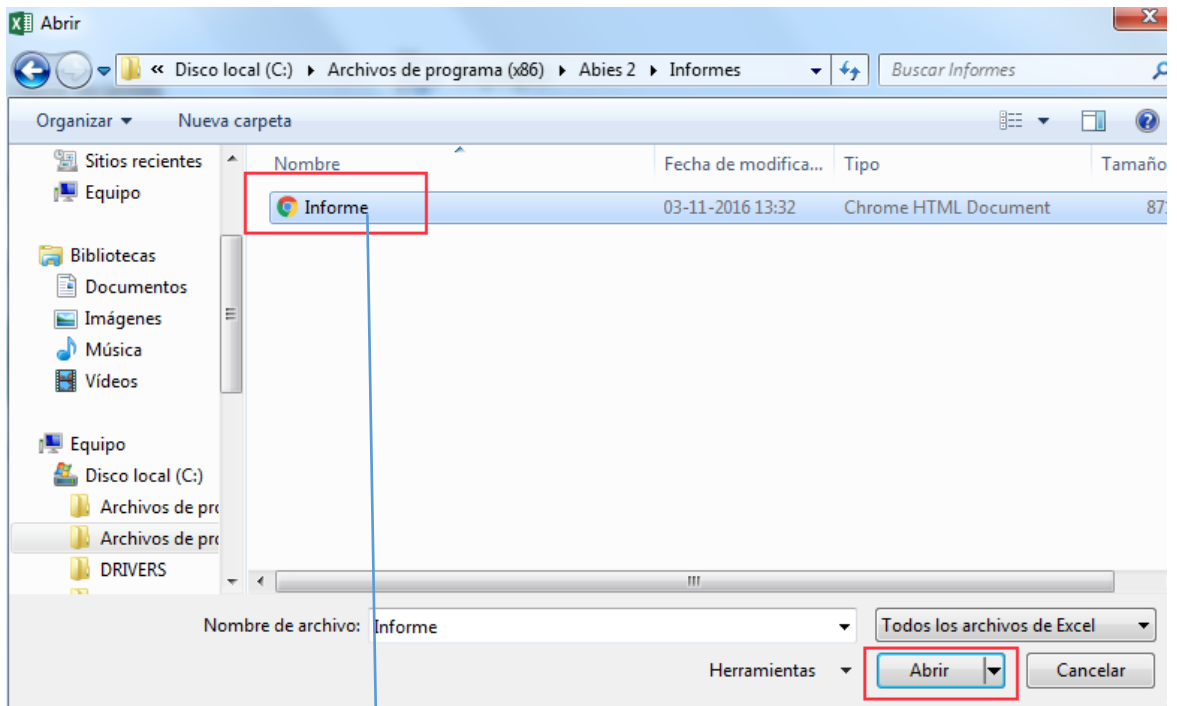 Abrir
« Disco local (C:) Archivos de programa (x86) Abies 2 Informes Buscar Informes
Organizar Nueva carpeta
Sitios recientes
Equipo
Nombre Fecha de modifica... Tipo Tamaño
Informe 03-11-2016 13:32 Chrome HTML Document 87
Bibliotecas
Documentos
Imágenes
Música
Vídeos
Equipo
Disco local (C:)
Archivos de pro
Archivos de pro
DRIVERS
Nombre de archivo: Informe Todos los archivos de Excel
Herramientas Abrir Cancelar